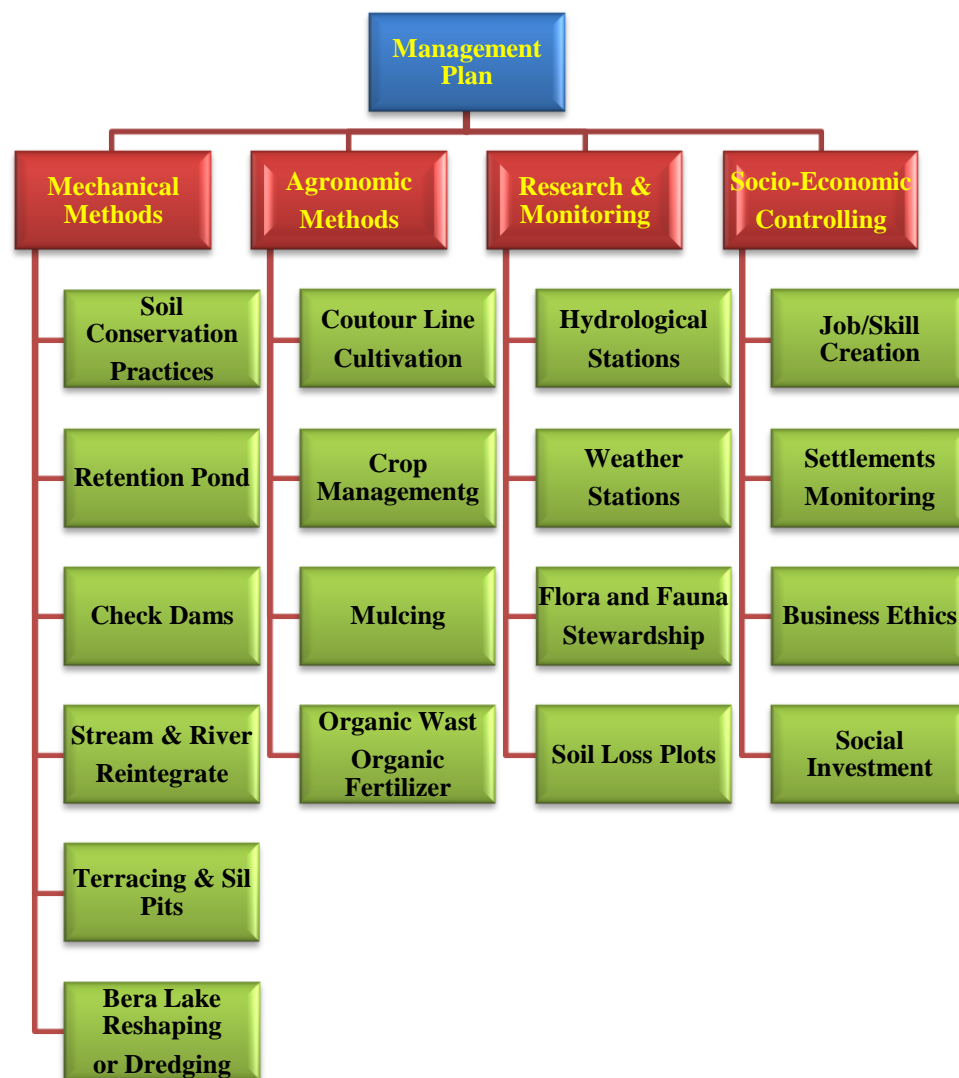 Management
Plan
Mechanical
Methods
Agronomic
Methods
Research &
Monitoring
Socio-Economic
Controlling
Soil
Conservation
Practices
Retention Pond
Check Dams
Stream & River
Reintegrate
Terracing & Sil
Pits
Bera Lake
Reshaping
or Dredging
Coutour Line
Cultivation
Crop
Managementg
Mulcing
Organic Wast
Organic
Fertilizer
Hydrological
Stations
Weather
Stations
Flora and Fauna
Stewardship
Soil Loss Plots
Job/Skill
Creation
Settlements
Monitoring
Business Ethics
Social
Investment